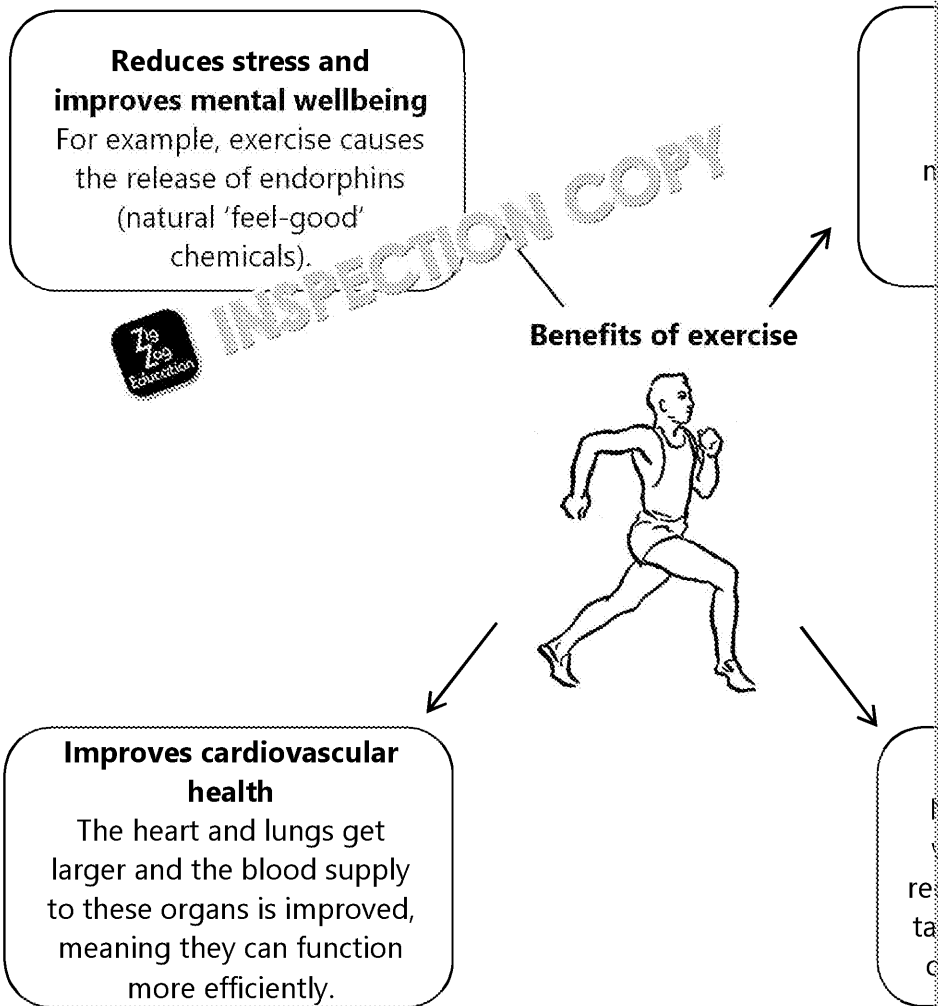 Reduces stress and
improves mental wellbeing
For example, exercise causes
the release of endorphins
(natural ‘feel-good’
chemicals).
INSPECTION COPY
Zig
Zag
Education
Benefits of exercise
Improves cardiovascular
health
The heart and lungs get
larger and the blood supply
to these organs is improved,
meaning they can function
more efficiently.